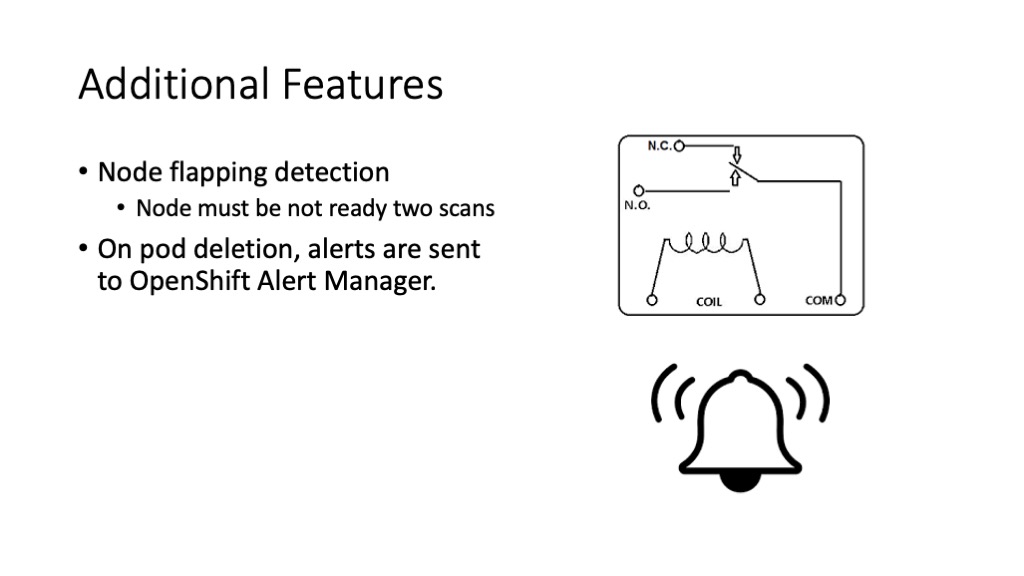 Additional Features
• Node flapping detection
• Node must be not ready two scans
• On pod deletion, alerts are sent
to OpenShift Alert Manager.
N.C.
N.O.
COIL
COM